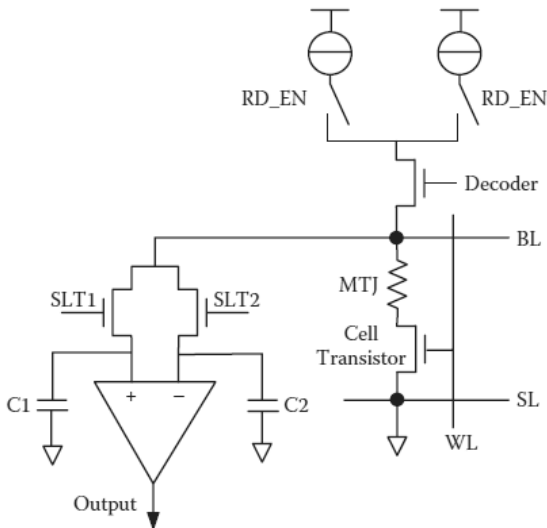 RD_EN
RD_EN
Decoder
BL
MTJ
SLT1
SLT2
Cell
Transistor
C1
+
−
C2
SL
WL
Output